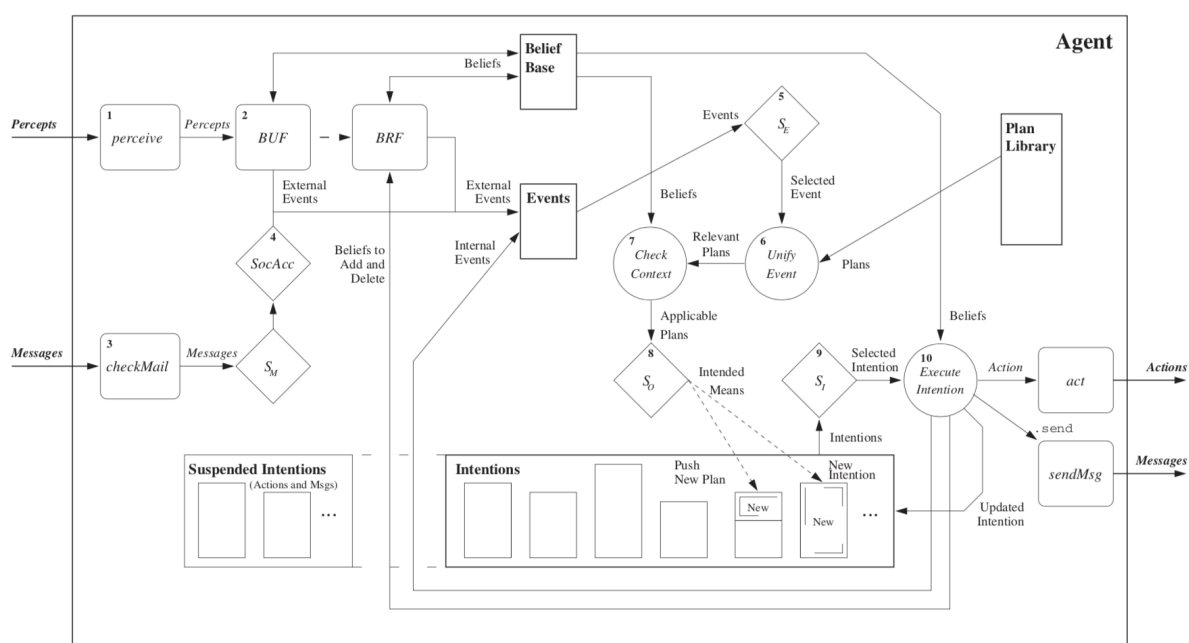 Agent
Belief
Base
Beliefs
1
perceive
Percepts
Percepts
2
BUF
BRF
5
S_E
Events
Plan
Library
External
Events
External
Events
Events
Selected
Event
Beliefs
4
SocAcc
Beliefs to
Add and
Delete
Internal
Events
7
Check
Context
Relevant
Plans
6
Unify
Event
Plans
Applicable
Plans
Beliefs
Messages
3
checkMail
Messages
S_M
8
S_O
Intended
Means
9
S_I
Selected
Intention
10
Execute
Intention
Action
act
Actions
.send
sendMsg
Messages
Intentions
Suspended Intentions
(Actions and Msgs)
...
Intentions
Push
New Plan
New
Intention
New
New
...
Updated
Intention